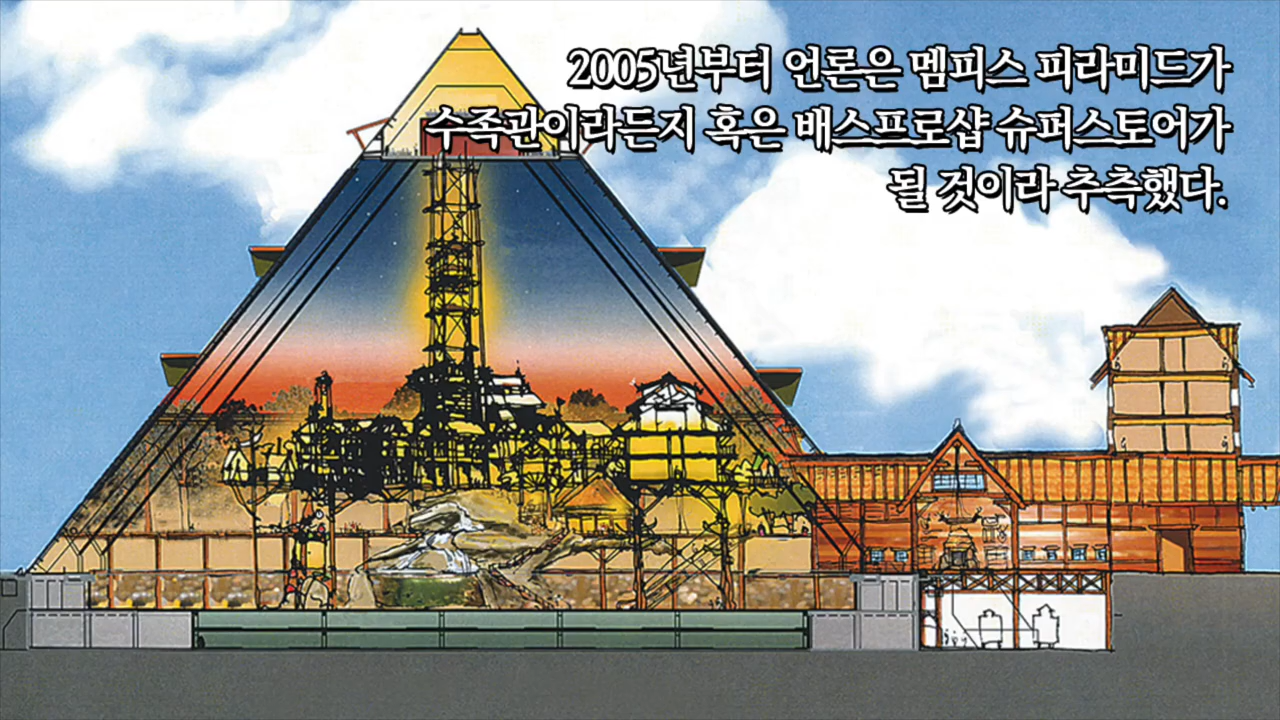 2005년부터 언론은 멤피스 피라미드가
수족관이라든지 혹은 배스프로샵 슈퍼스토어가
될 것이라 추측했다.